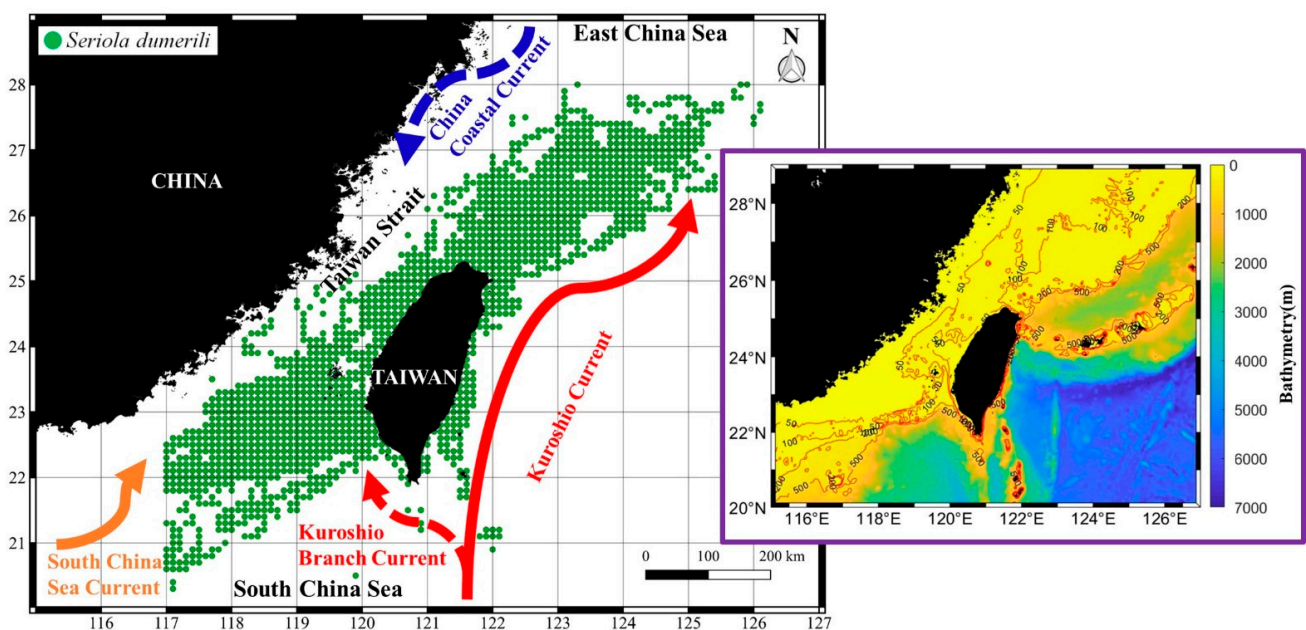 Seriola dumerili
East China Sea
N
China
Coastal Current
CHINA
Taiwan Strait
TAIWAN
Kuroshio Current
Kuroshio
Branch Current
South China
Sea Current
South China Sea
0 100 200 km
28
27
26
25
24
23
22
21
116 117 118 119 120 121 122 123 124 125 126 127
28°N
26°N
24°N
22°N
20°N
116°E 118°E 120°E 122°E 124°E 126°E
0
1000
2000
3000
4000
5000
6000
7000
Bathymetry(m)
50
100
200
500